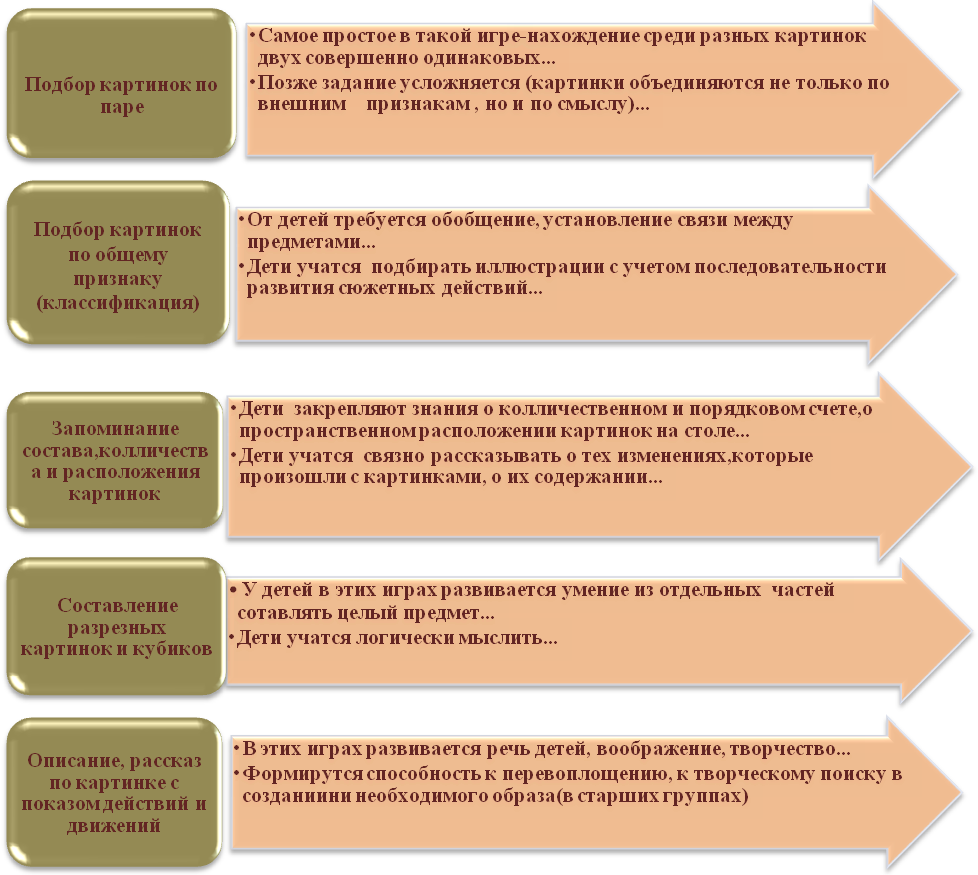 Подбор картинок по
паре
•Самое простое в такой игре-нахождение среди разных картинок
двух совершенно одинаковых...
•Позже задание усложняется (картинки объединяются не только по
внешним признакам , но и по смыслу)...
Подбор картинок
по общему
признаку
(классификация)
•От детей требуется обобщение, установление связи между
предметами...
•Дети учатся подбирать иллюстрации с учетом последовательности
развития сюжетных действий...
Запоминание
состава,колличеств
а и расположения
картинок
•Дети закрепляют знания о колличественном и порядковом счете,о
пространственном расположении картинок на столе...
•Дети учатся связно рассказывать о тех изменениях,которые
произошли с картинками, о их содержании...
Составление
разрезных
картинок и кубиков
• У детей в этих играх развивается умение из отдельных частей
сотавлять целый предмет...
•Дети учатся логически мыслить...
Описание, рассказ
по картинке с
показом действий и
движений
•В этих играх развивается речь детей, воображение, творчество...
•Формирутся способность к перевоплощению, к творческому поиску в
созданиини необходимого образа(в старших группах)